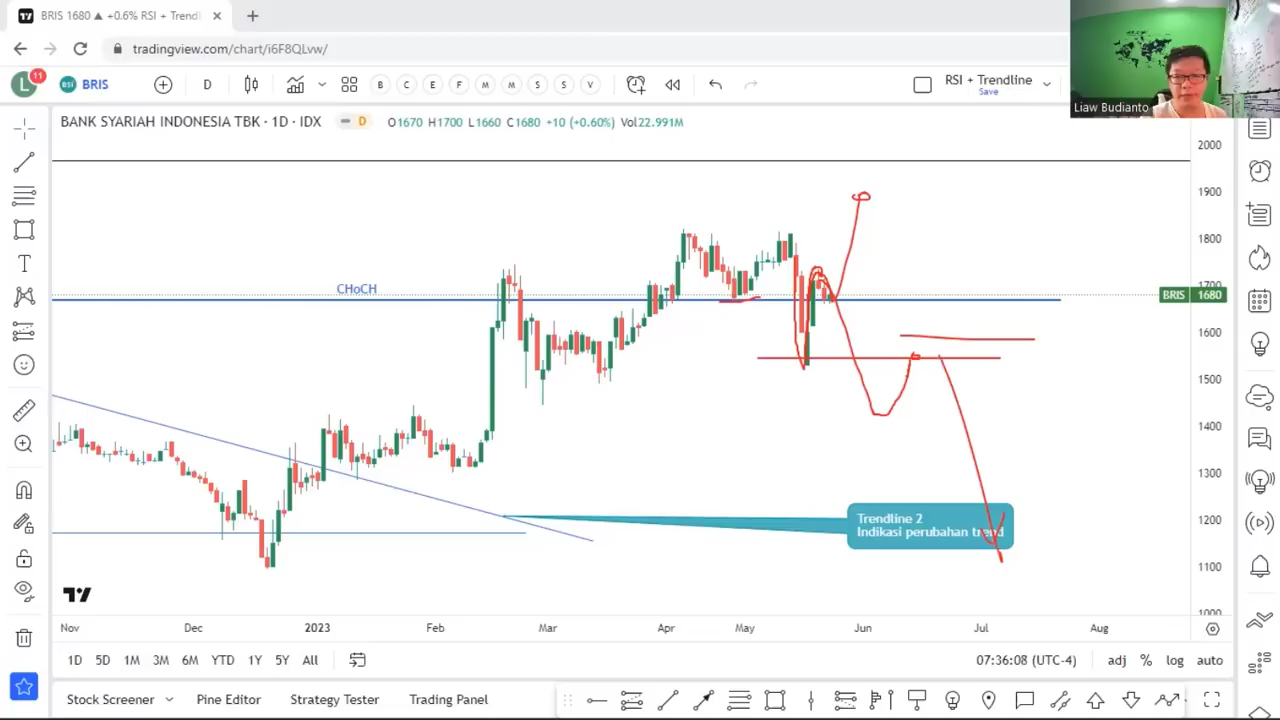 BRIS 1680 ▲ +0.6% RSI + Trendl
tradingview.com/chart/i6F8QLvw/
L 11 BSI BRIS D B C E F M M S S V RSI + Trendline
Save
Liaw Budianto
BANK SYARIAH INDONESIA TBK · 1D · IDX D 1670 H1700 L1660 C1680 +10 (+0.60%) Vol22.991M
2000
1900
1800
1700
BRIS 1680
1600
1500
1400
1300
1200
1100
1000
CHoCH
Trendline 2
Indikasi perubahan trend
Nov Dec 2023 Feb Mar Apr May Jun Jul Aug
1D 5D 1M 3M 6M YTD 1Y 5Y All 07:36:08 (UTC-4) adj % log auto
Stock Screener Pine Editor Strategy Tester Trading Panel